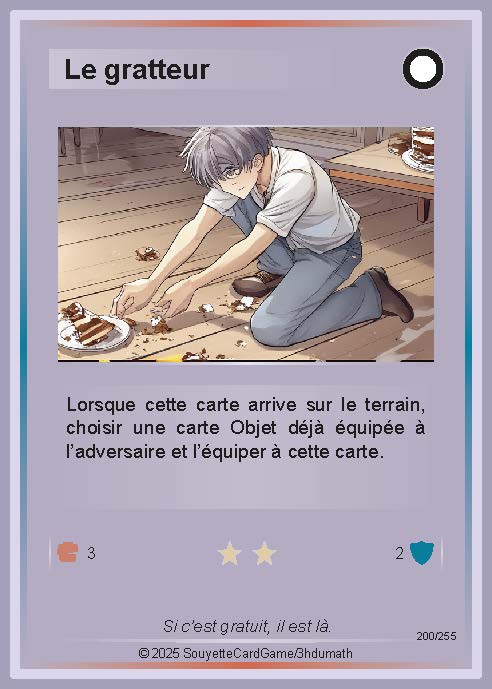 Le gratteur
Lorsque cette carte arrive sur le terrain,
choisir une carte Objet déjà équipée à
l'adversaire et l'équiper à cette carte.
3
2
Si c'est gratuit, il est là.
200/255
© 2025 SouyetteCardGame/3hdumath